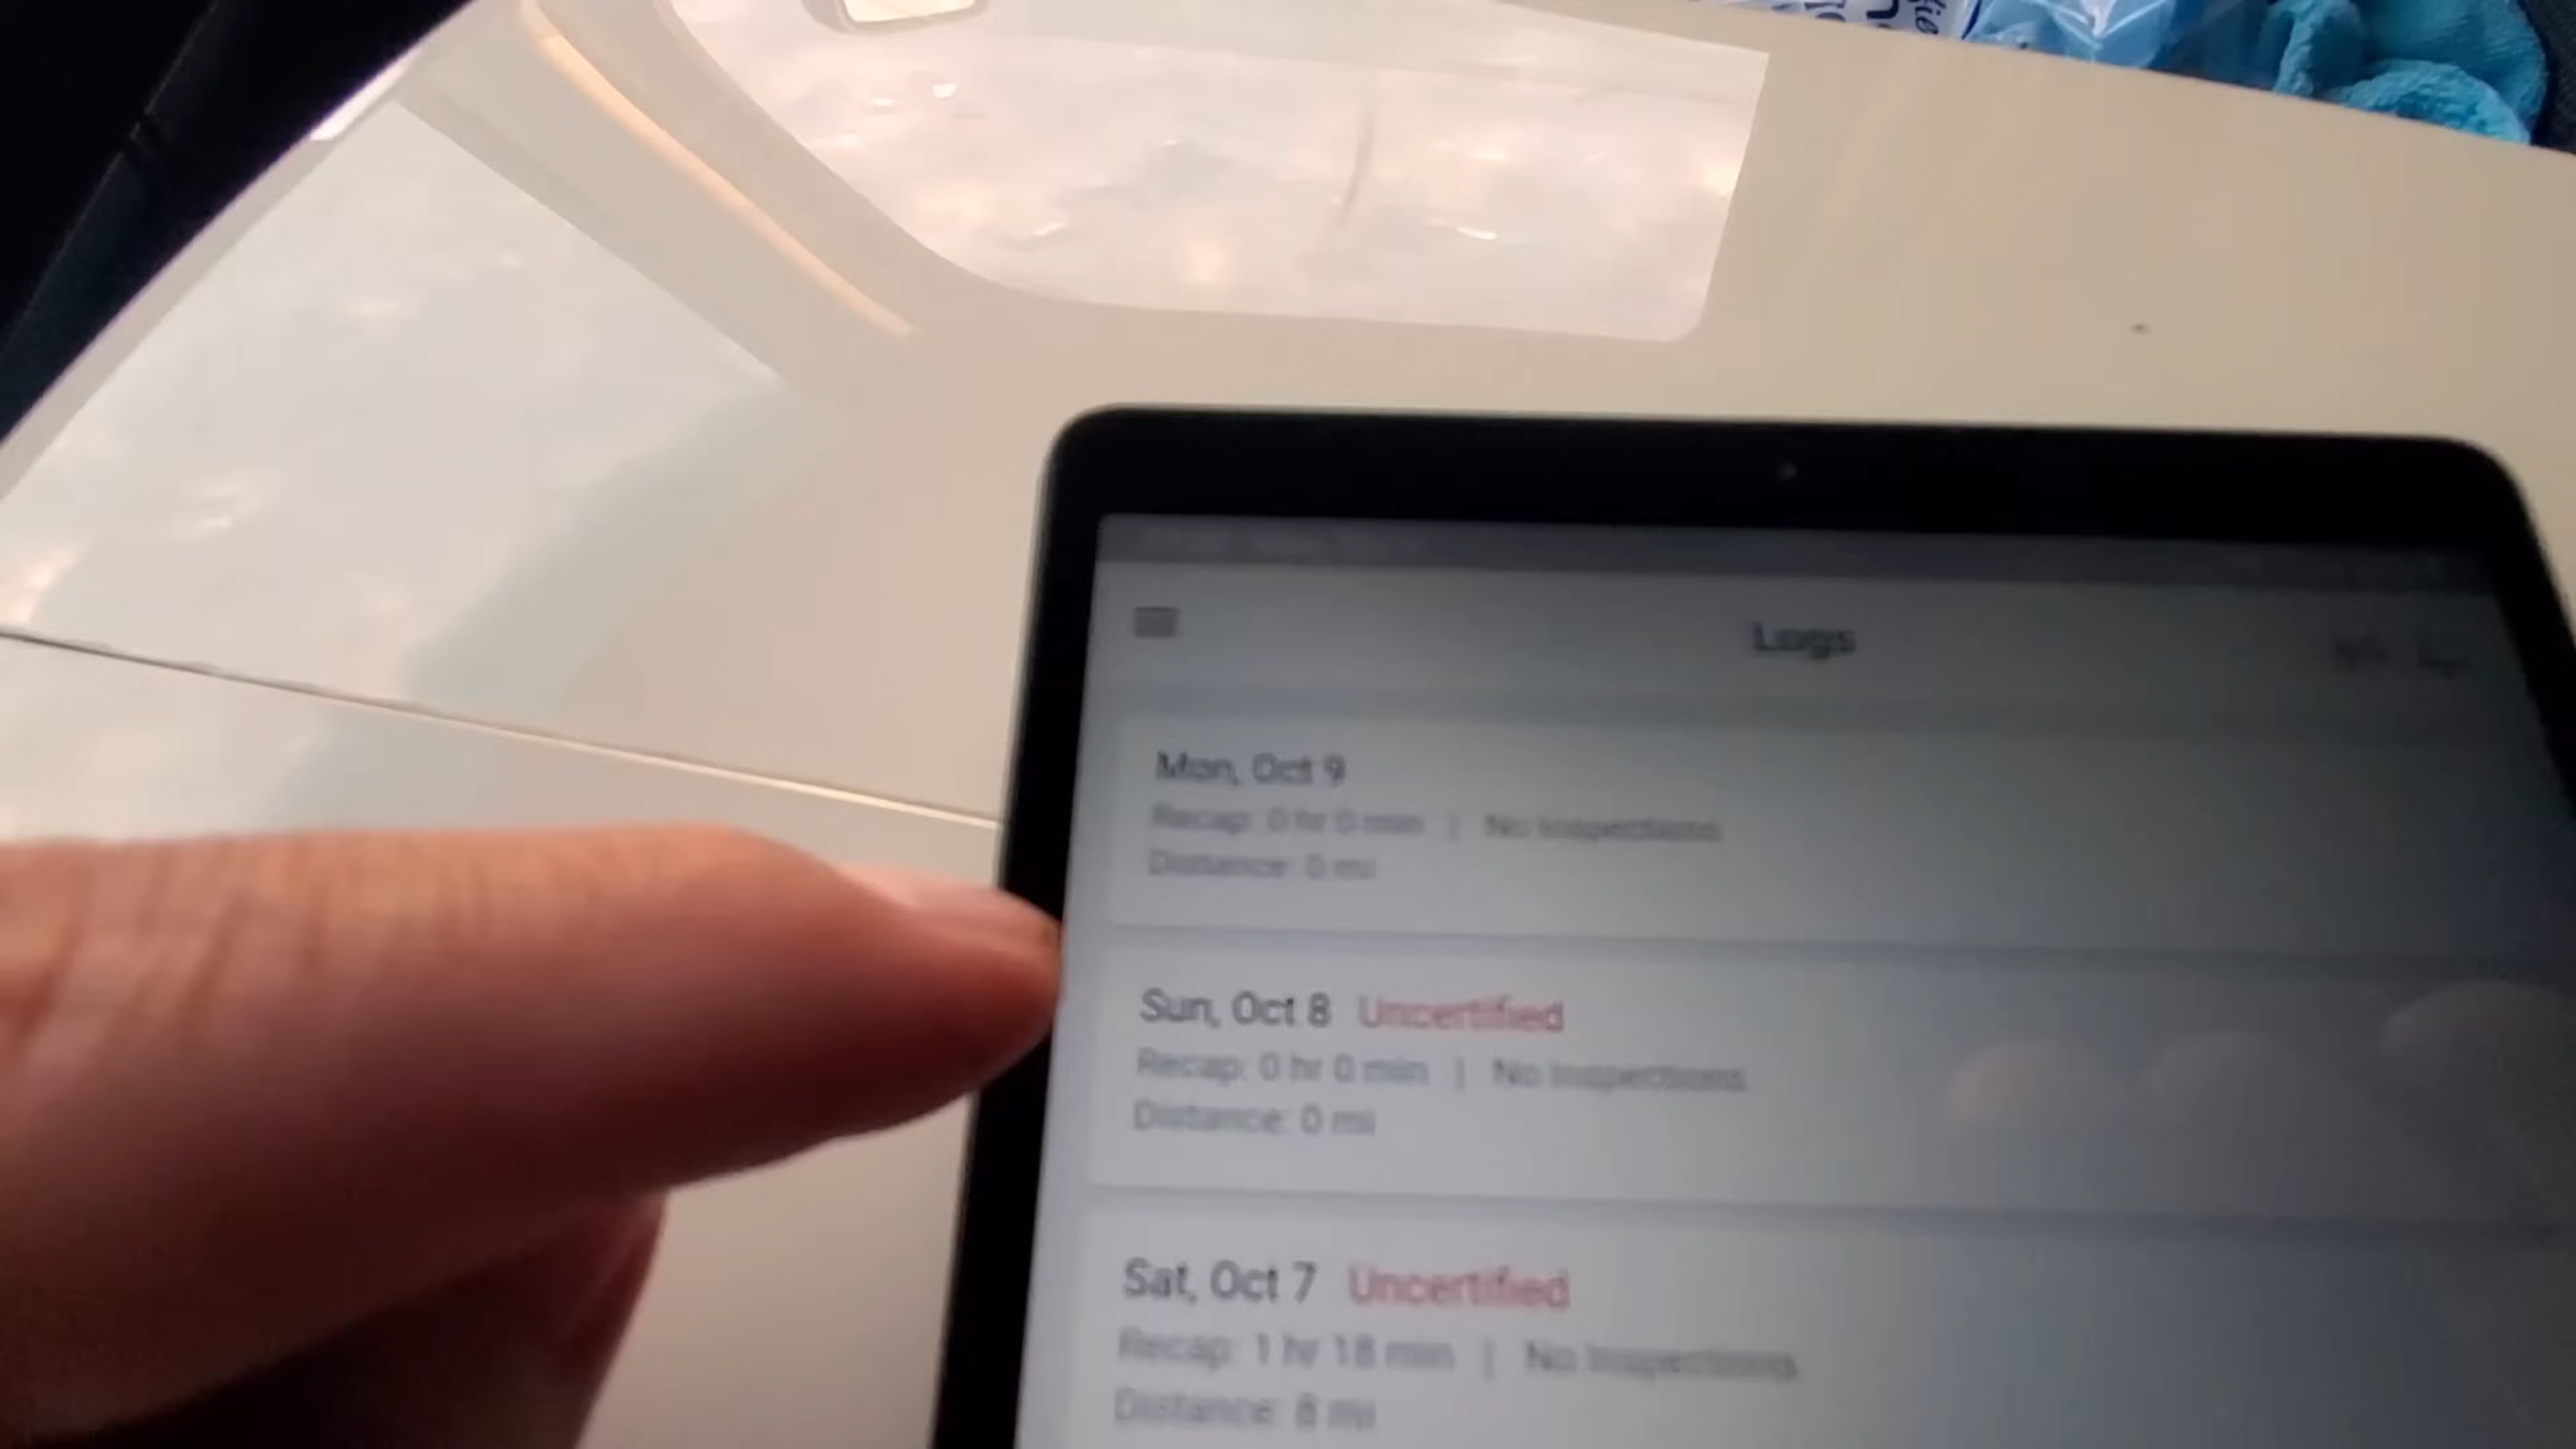 Logs
Mon, Oct 9
Recap: 0 hr 0 min | No Inspections
Distance: 0 mi
Sun, Oct 8 Uncertified
Recap: 0 hr 0 min | No Inspections
Distance: 0 mi
Sat, Oct 7 Uncertified
Recap: 1 hr 18 min | No Inspections
Distance: 8 mi